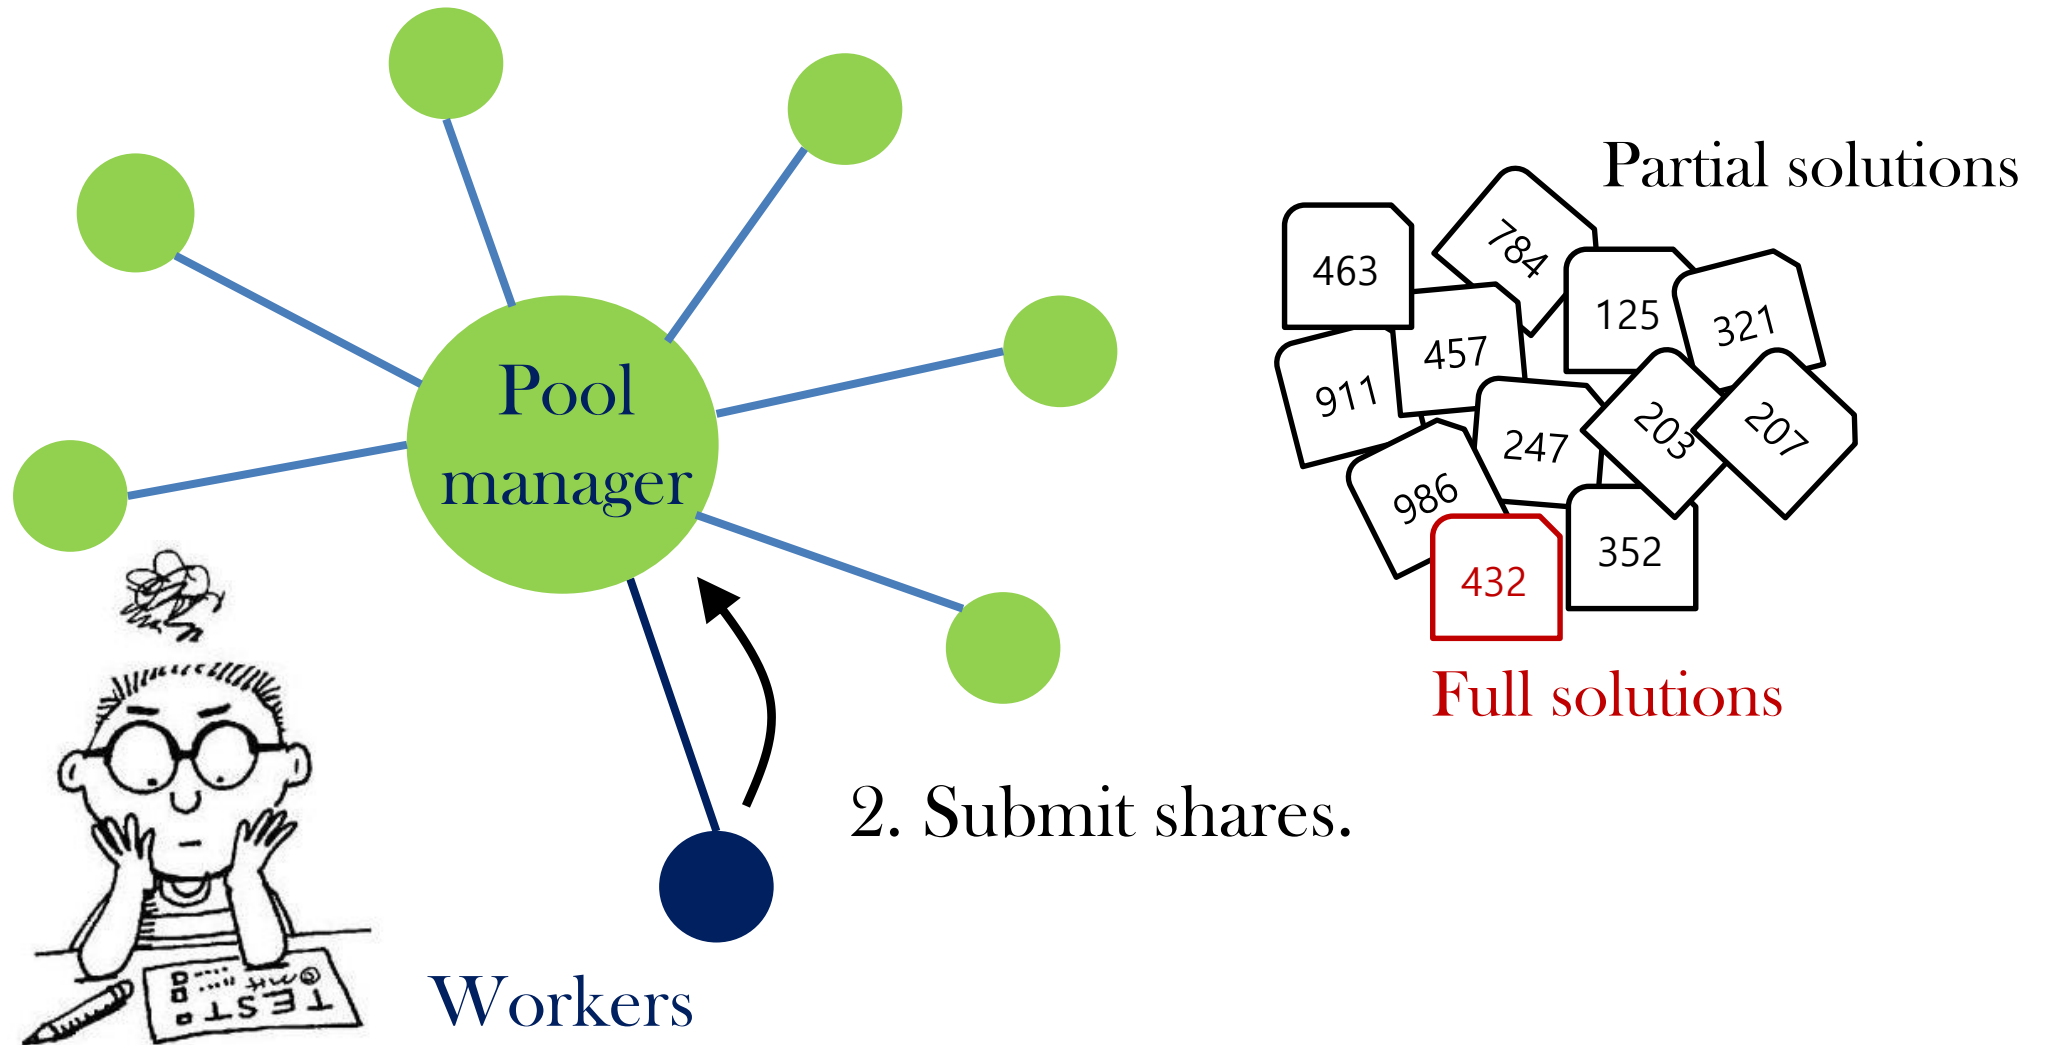 Pool
manager
Partial solutions
463
784
125
321
457
911
203
207
247
986
352
432
Full solutions
2. Submit shares.
Workers
TEST